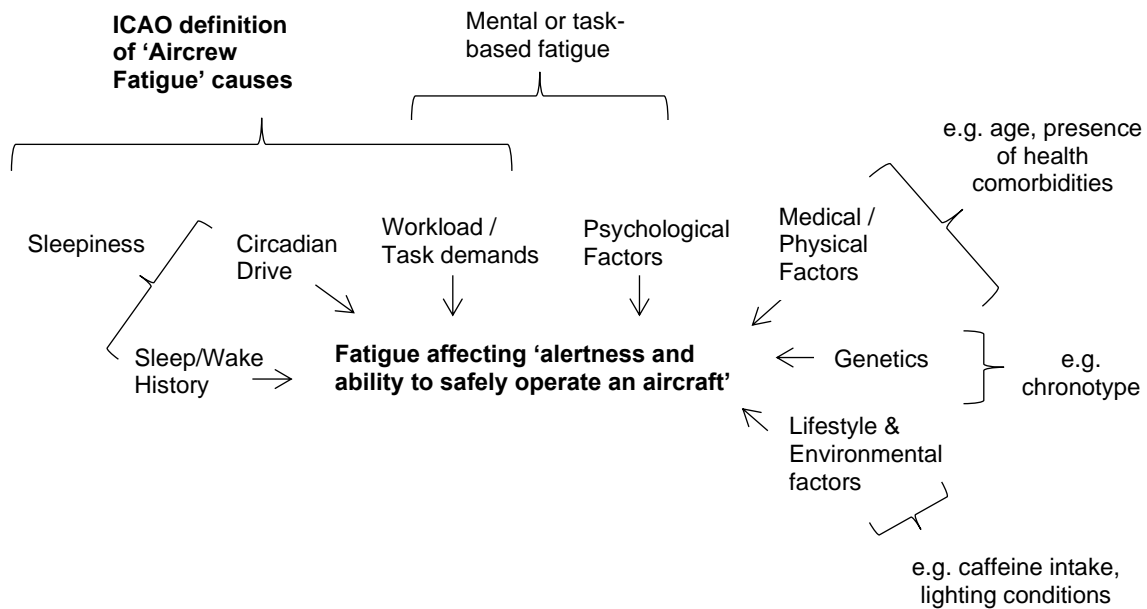 ICAO definition
of ‘Aircrew
Fatigue’ causes
Mental or task-
based fatigue
e.g. age, presence
of health
comorbidities
Sleepiness
Circadian
Drive
Workload /
Task demands
Psychological
Factors
Medical /
Physical
Factors
Sleep/Wake
History
Fatigue affecting ‘alertness and
ability to safely operate an aircraft’
Genetics
e.g.
chronotype
Lifestyle &
Environmental
factors
e.g. caffeine intake,
lighting conditions